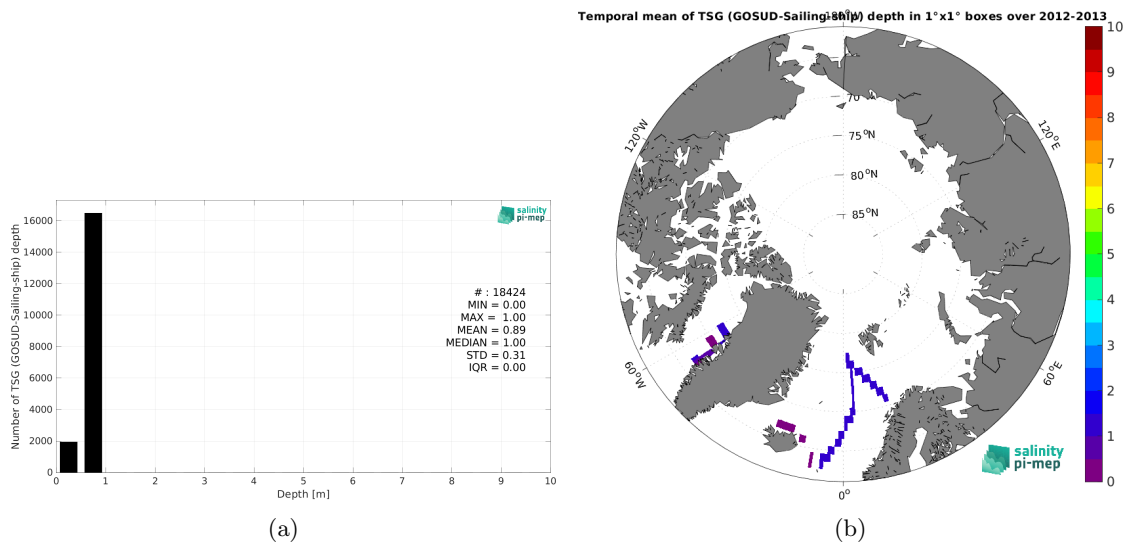 Temporal mean of TSG (GOSUD-Sailing-ship) depth in 1°x1° boxes over 2012-2013
Number of TSG (GOSUD-Sailing-ship) depth
16000
14000
12000
10000
8000
6000
4000
2000
0
salinity
pi-mep
# : 18424
MIN = 0.00
MAX = 1.00
MEAN = 0.89
MEDIAN = 1.00
STD = 0.31
IQR = 0.00
0 1 2 3 4 5 6 7 8 9 10
Depth [m]
(a)
180°W
120°W
120°E
70
75°N
80°N
85°N
60°W
60°E
0°
salinity
pi-mep
10
9
8
7
6
5
4
3
2
1
0
(b)